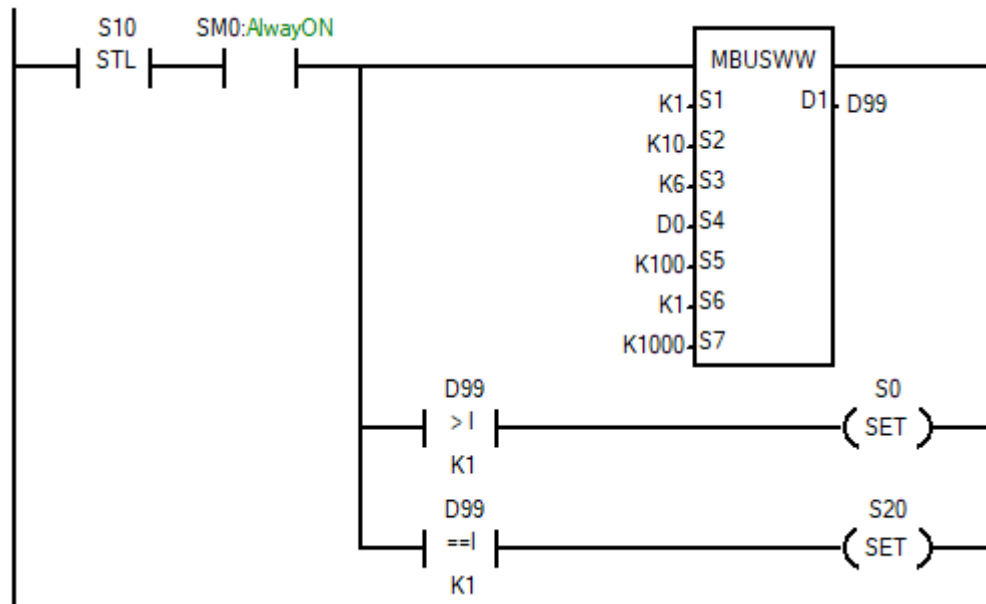 S10 SM0:AlwayON
STL
MBUSWW
K1 S1 D1 D99
K10 S2
K6 S3
D0 S4
K100 S5
K1 S6
K1000 S7
D99 S0
> I SET
K1
D99 S20
==I SET
K1